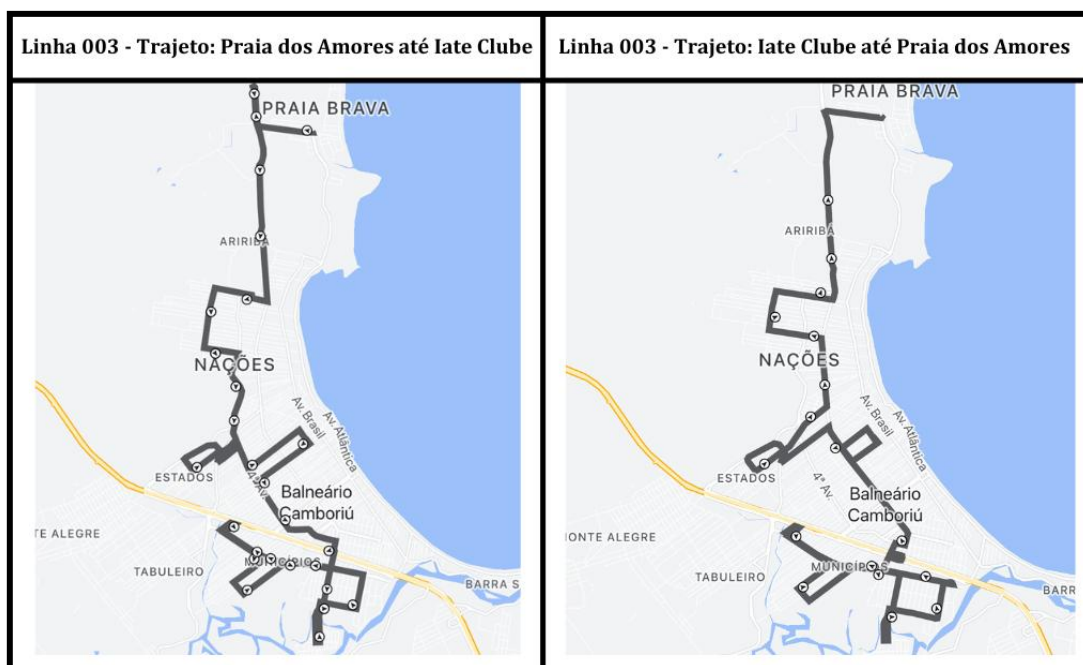 Linha 003 - Trajeto: Praia dos Amores até Iate Clube
Linha 003 - Trajeto: Iate Clube até Praia dos Amores
PRAIA BRAVA
ARIRIBÁ
NAÇÕES
Av. Brasil
Av. Atlântica
ESTADOS
4ª Av.
Balneário
Camboriú
TE ALEGRE
MUNICÍPIOS
TABULEIRO
BARRA S
PRAIA BRAVA
ARIRIBÁ
NAÇÕES
Av. Brasil
Av. Atlântica
ESTADOS
4ª Av.
Balneário
Camboriú
MONTE ALEGRE
MUNICÍPIOS
TABULEIRO
BARR